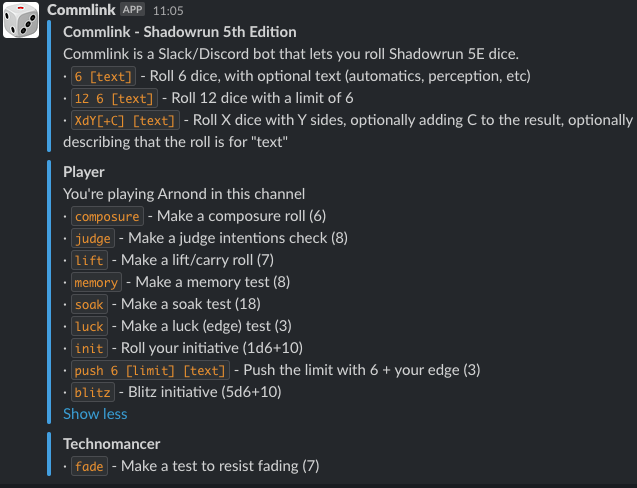 Commlink APP 11:05
Commlink - Shadowrun 5th Edition
Commlink is a Slack/Discord bot that lets you roll Shadowrun 5E dice.
· 6 [text] - Roll 6 dice, with optional text (automatics, perception, etc)
· 1Z 6 [text] - Roll 12 dice with a limit of 6
· XdY[+C] [text] - Roll X dice with Y sides, optionally adding C to the result, optionally
describing that the roll is for "text"
Player
You're playing Arnond in this channel
· composure - Make a composure roll (6)
· judge - Make a judge intentions check (8)
· lift - Make a lift/carry roll (7)
· memory - Make a memory test (8)
· soak - Make a soak test (18)
· luck - Make a luck (edge) test (3)
· init - Roll your initiative (1d6+10)
· push 6 [limit] [text] - Push the limit with 6 + your edge (3)
· blitz - Blitz initiative (5d6+10)
Show less
Technomancer
· fade - Make a test to resist fading (7)